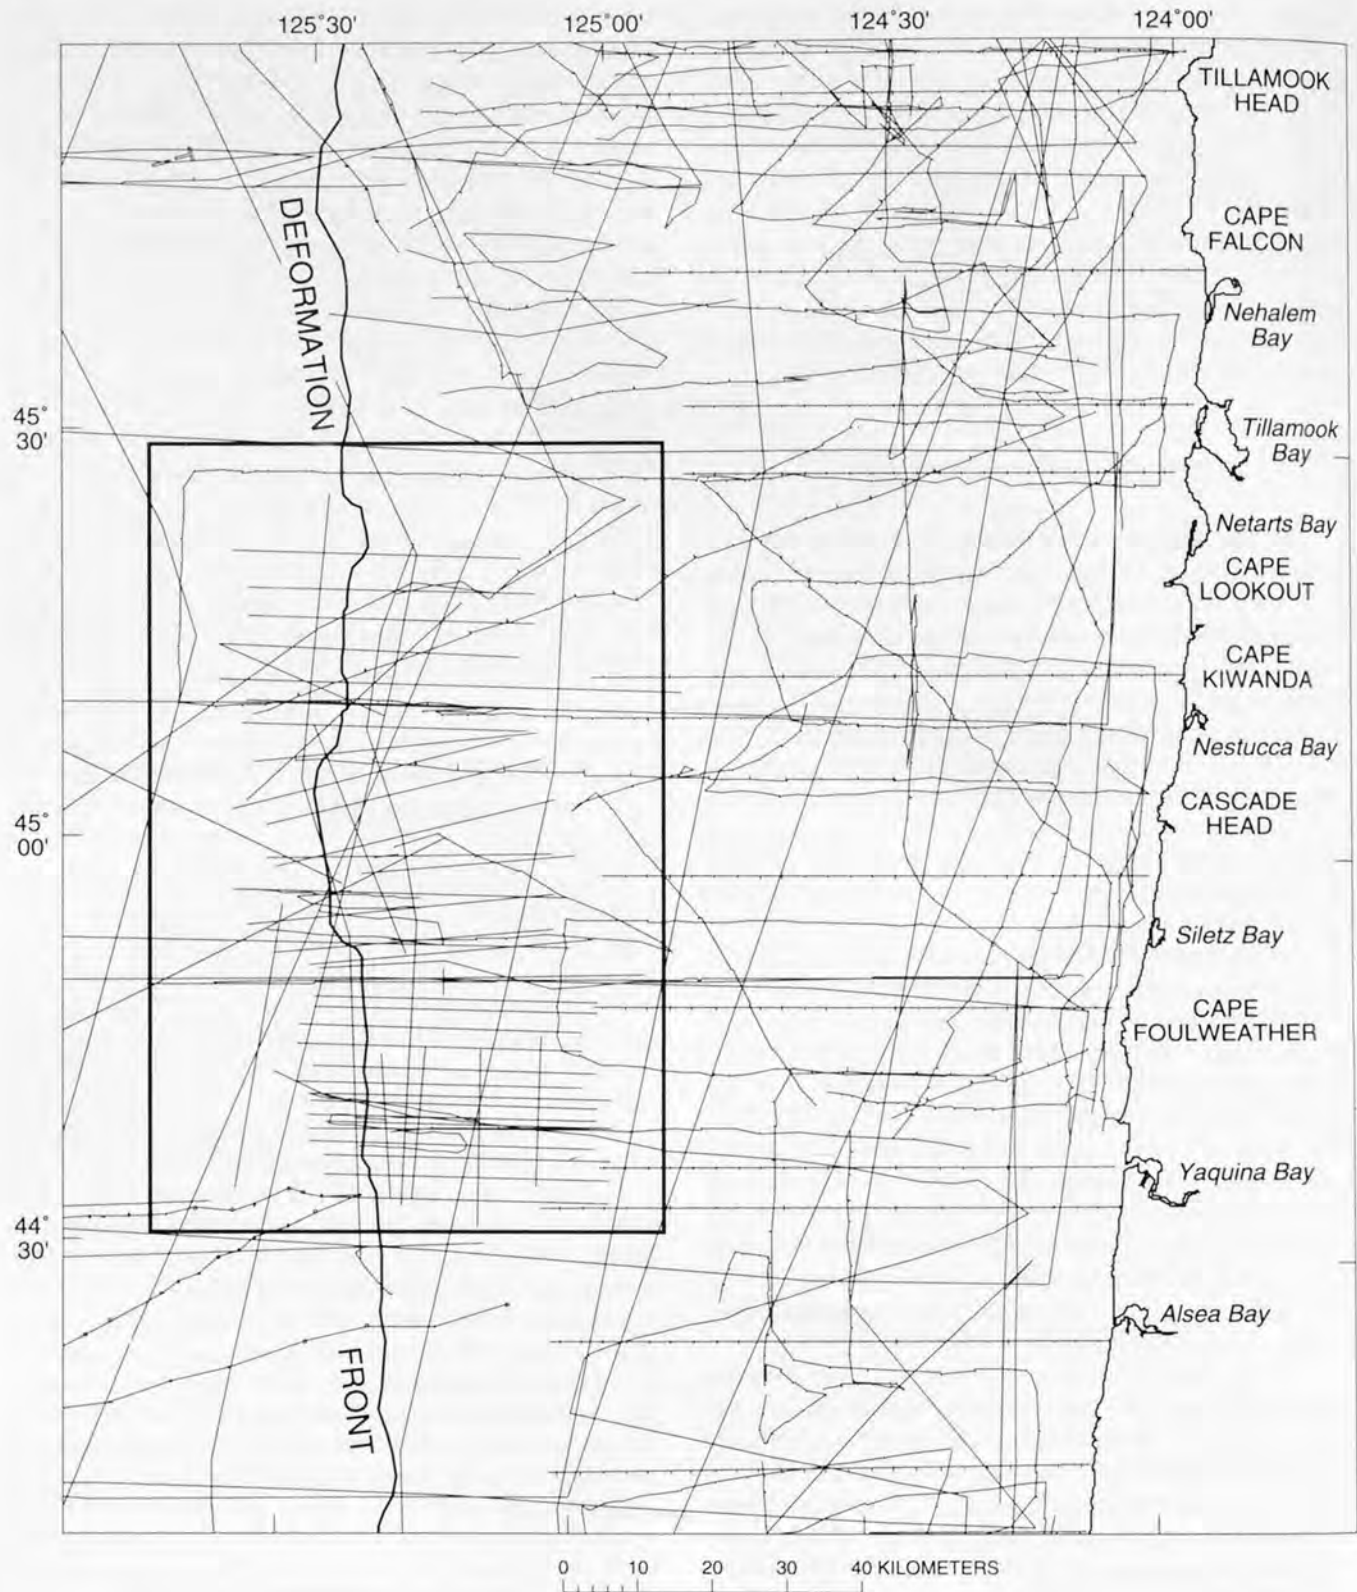 125°30'
125°00'
124°30'
124°00'
TILLAMOOK
HEAD
CAPE
FALCON
DEFORMATION
Nehalem
Bay
45°
30'
Tillamook
Bay
Netarts Bay
CAPE
LOOKOUT
CAPE
KIWANDA
Nestucca Bay
CASCADE
HEAD
45°
00'
Siletz Bay
CAPE
FOULWEATHER
Yaquina Bay
44°
30'
Alsea Bay
FRONT
0 10 20 30 40 KILOMETERS